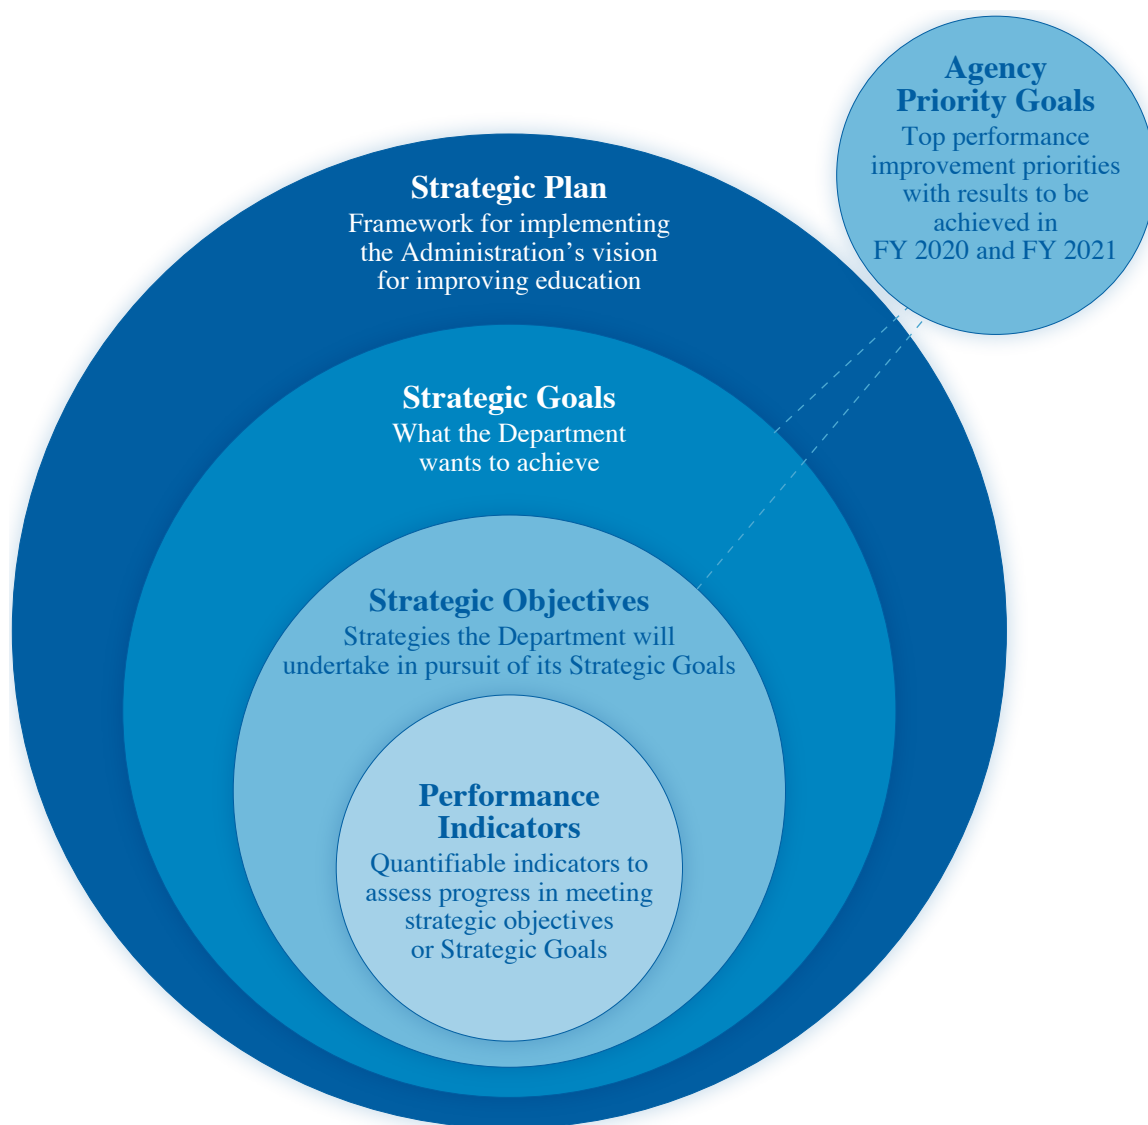 Agency
Priority Goals
Top performance
improvement priorities
with results to be
achieved in
FY 2020 and FY 2021
Strategic Plan
Framework for implementing
the Administration’s vision
for improving education
Strategic Goals
What the Department
wants to achieve
Strategic Objectives
Strategies the Department will
undertake in pursuit of its Strategic Goals
Performance
Indicators
Quantifiable indicators to
assess progress in meeting
strategic objectives
or Strategic Goals